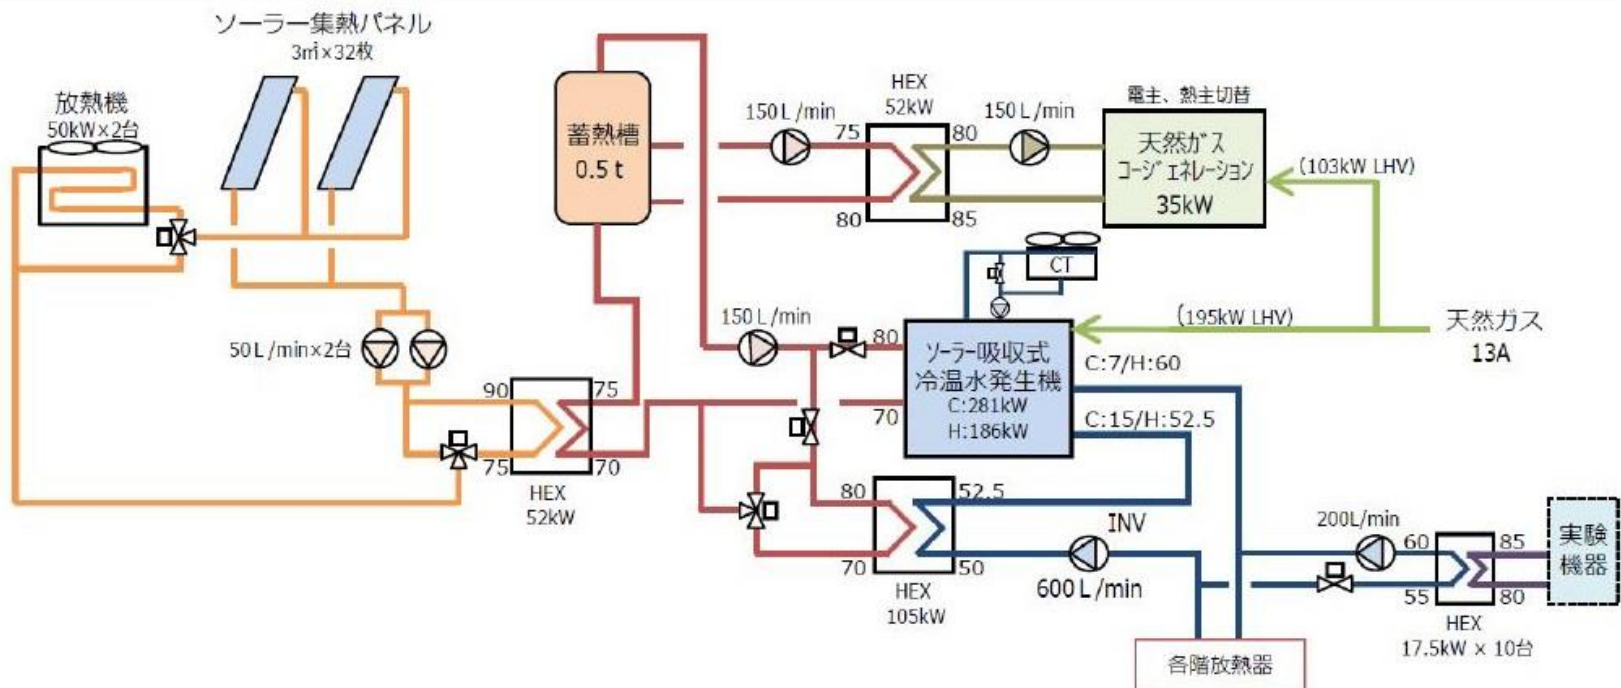 ソーラー集熱パネル
3㎡×32枚
放熱機
50kW×2台
蓄熱槽
0.5 t
150 L/min
HEX
52kW
75
80
80
85
150 L/min
電主、熱主切替
天然ガス
コージェネレーション
35kW
(103kW LHV)
CT
50L/min×2台
90
75
75
70
HEX
52kW
150 L/min
80
70
ソーラー吸収式
冷温水発生機
C:281kW
H:186kW
(195kW LHV)
天然ガス
13A
C:7/H:60
C:15/H:52.5
80
70
52.5
50
HEX
105kW
INV
600 L/min
200L/min
60
55
85
80
HEX
17.5kW × 10台
実験
機器
各階放熱器